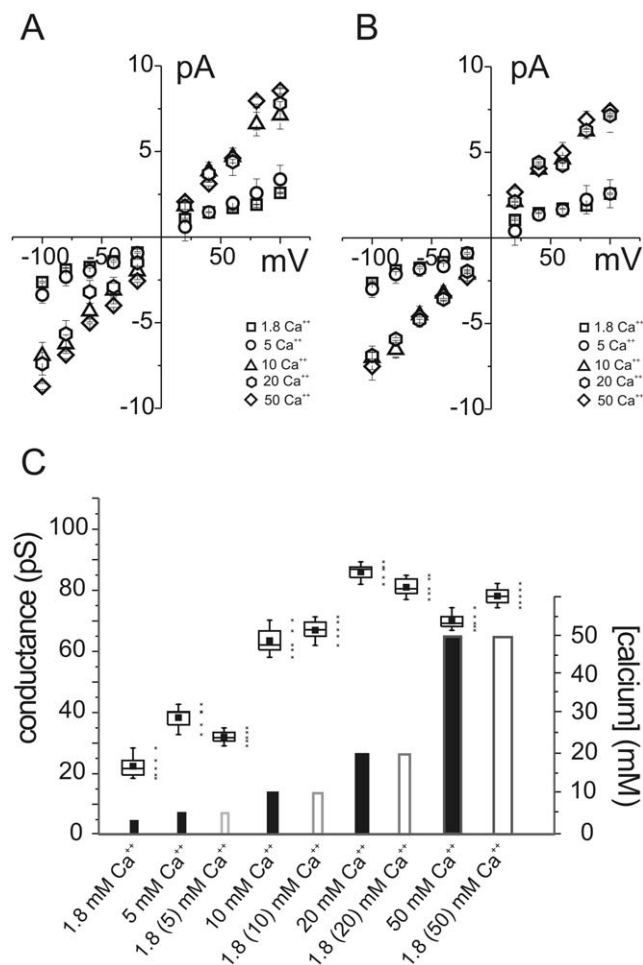 A
B
pA
pA
5
5
-100
-50
50
mV
-100
-50
50
mV
-5
-5
-10
-10
1.8 Ca⁺⁺
5 Ca⁺⁺
10 Ca⁺⁺
20 Ca⁺⁺
50 Ca⁺⁺
1.8 Ca⁺⁺
5 Ca⁺⁺
10 Ca⁺⁺
20 Ca⁺⁺
50 Ca⁺⁺
C
conductance (pS)
100
80
60
40
20
0
[calcium] (mM)
50
40
30
20
10
0
1.8 mM Ca⁺⁺
5 mM Ca⁺⁺
1.8 (5) mM Ca⁺⁺
10 mM Ca⁺⁺
1.8 (10) mM Ca⁺⁺
20 mM Ca⁺⁺
1.8 (20) mM Ca⁺⁺
50 mM Ca⁺⁺
1.8 (50) mM Ca⁺⁺